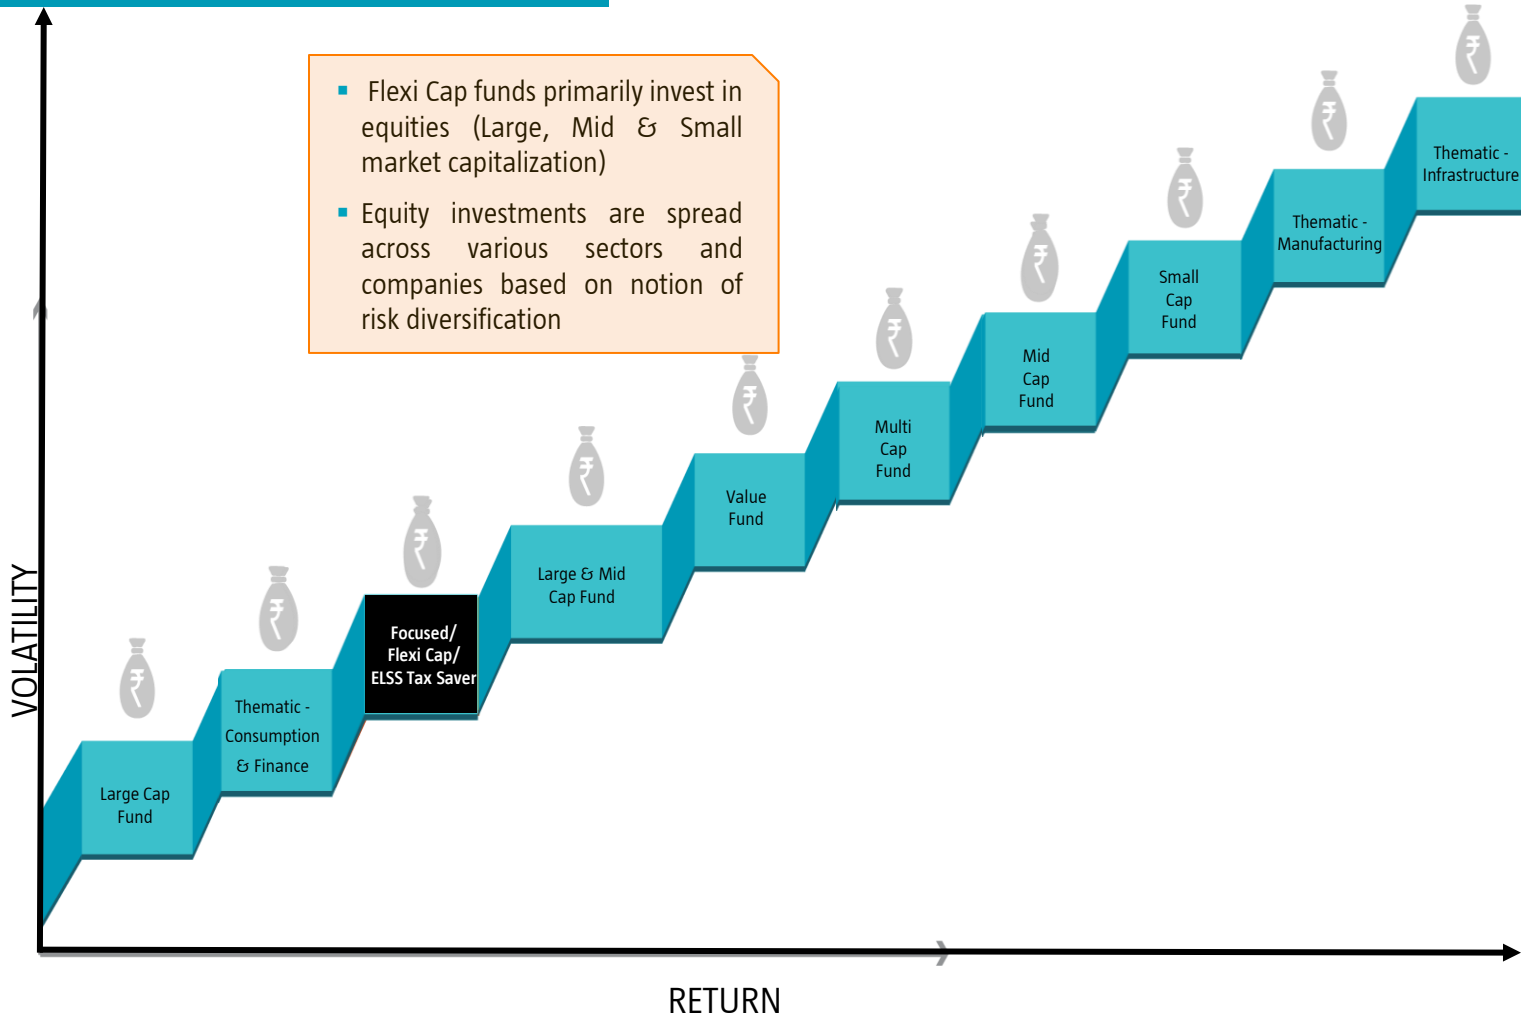 Flexi Cap funds primarily invest in
equities (Large, Mid & Small
market capitalization)
Equity investments are spread
across various sectors and
companies based on notion of
risk diversification
Thematic -
Infrastructure
Thematic -
Manufacturing
Small
Cap
Fund
Mid
Cap
Fund
Multi
Cap
Fund
Value
Fund
Large & Mid
Cap Fund
Focused/
Flexi Cap/
ELSS Tax Saver
Thematic -
Consumption
& Finance
Large Cap
Fund
VOLATILITY
RETURN
₹
₹
₹
₹
₹
₹
₹
₹
₹
₹